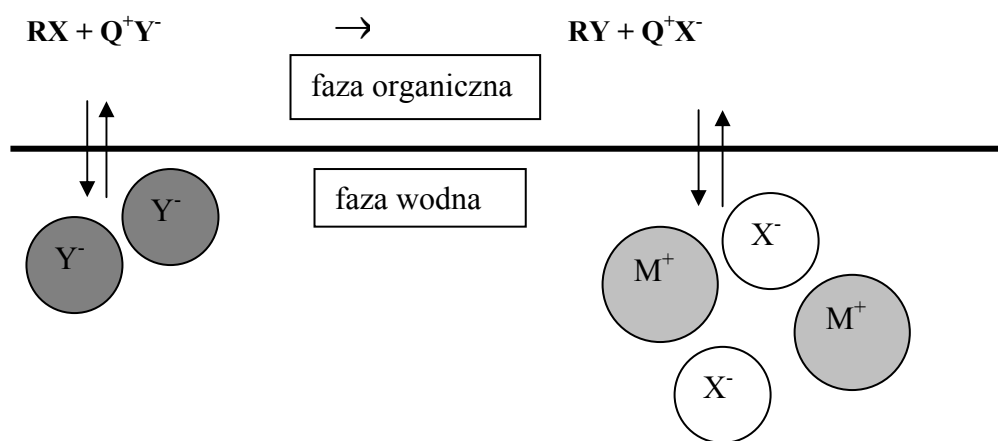 RX + Q⁺Y⁻ → RY + Q⁺X⁻
faza organiczna
faza wodna
Y⁻
Y⁻
X⁻
M⁺
M⁺
X⁻